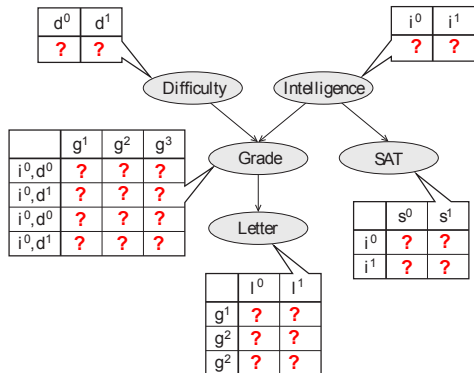 d⁰ d¹
? ?
i⁰ i¹
? ?
Difficulty
Intelligence
g¹ g² g³
i⁰,d⁰ ? ? ?
i⁰,d¹ ? ? ?
i⁰,d⁰ ? ? ?
i⁰,d¹ ? ? ?
Grade
SAT
s⁰ s¹
i⁰ ? ?
i¹ ? ?
Letter
l⁰ l¹
g¹ ? ?
g² ? ?
g² ? ?